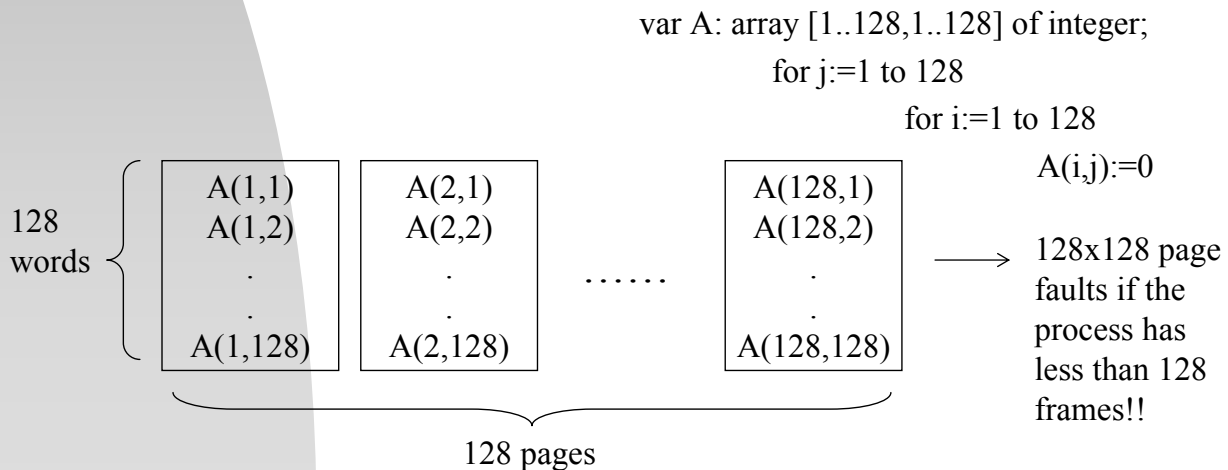 var A: array [1..128,1..128] of integer;
for j:=1 to 128
for i:=1 to 128
A(i,j):=0
128
words
A(1,1)
A(1,2)
.
.
A(1,128)
A(2,1)
A(2,2)
.
.
A(2,128)
......
A(128,1)
A(128,2)
.
.
A(128,128)
128x128 page
faults if the
process has
less than 128
frames!!
128 pages